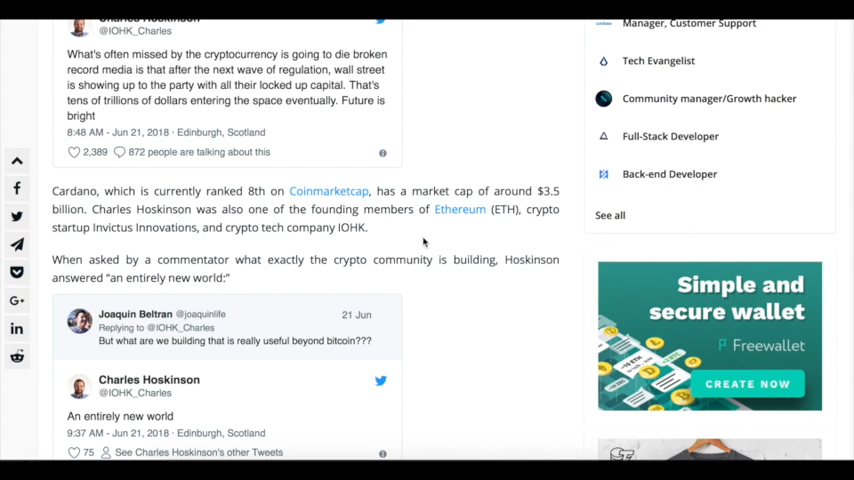 Charles Hoskinson
@IOHK_Charles
What's often missed by the cryptocurrency is going to die broken
record media is that after the next wave of regulation, wall street
is showing up to the party with all their locked up capital. That's
tens of trillions of dollars entering the space eventually. Future is
bright
8:48 AM - Jun 21, 2018 · Edinburgh, Scotland
2,389 872 people are talking about this
Cardano, which is currently ranked 8th on Coinmarketcap, has a market cap of around $3.5
billion. Charles Hoskinson was also one of the founding members of Ethereum (ETH), crypto
startup Invictus Innovations, and crypto tech company IOHK.
When asked by a commentator what exactly the crypto community is building, Hoskinson
answered “an entirely new world:”
Joaquin Beltran @joaquinlife 21 Jun
Replying to @IOHK_Charles
But what are we building that is really useful beyond bitcoin???
Charles Hoskinson
@IOHK_Charles
An entirely new world
9:37 AM - Jun 21, 2018 · Edinburgh, Scotland
75 See Charles Hoskinson's other Tweets
Manager, Customer Support
Tech Evangelist
Community manager/Growth hacker
Full-Stack Developer
Back-end Developer
See all
Simple and
secure wallet
Freewallet
CREATE NOW